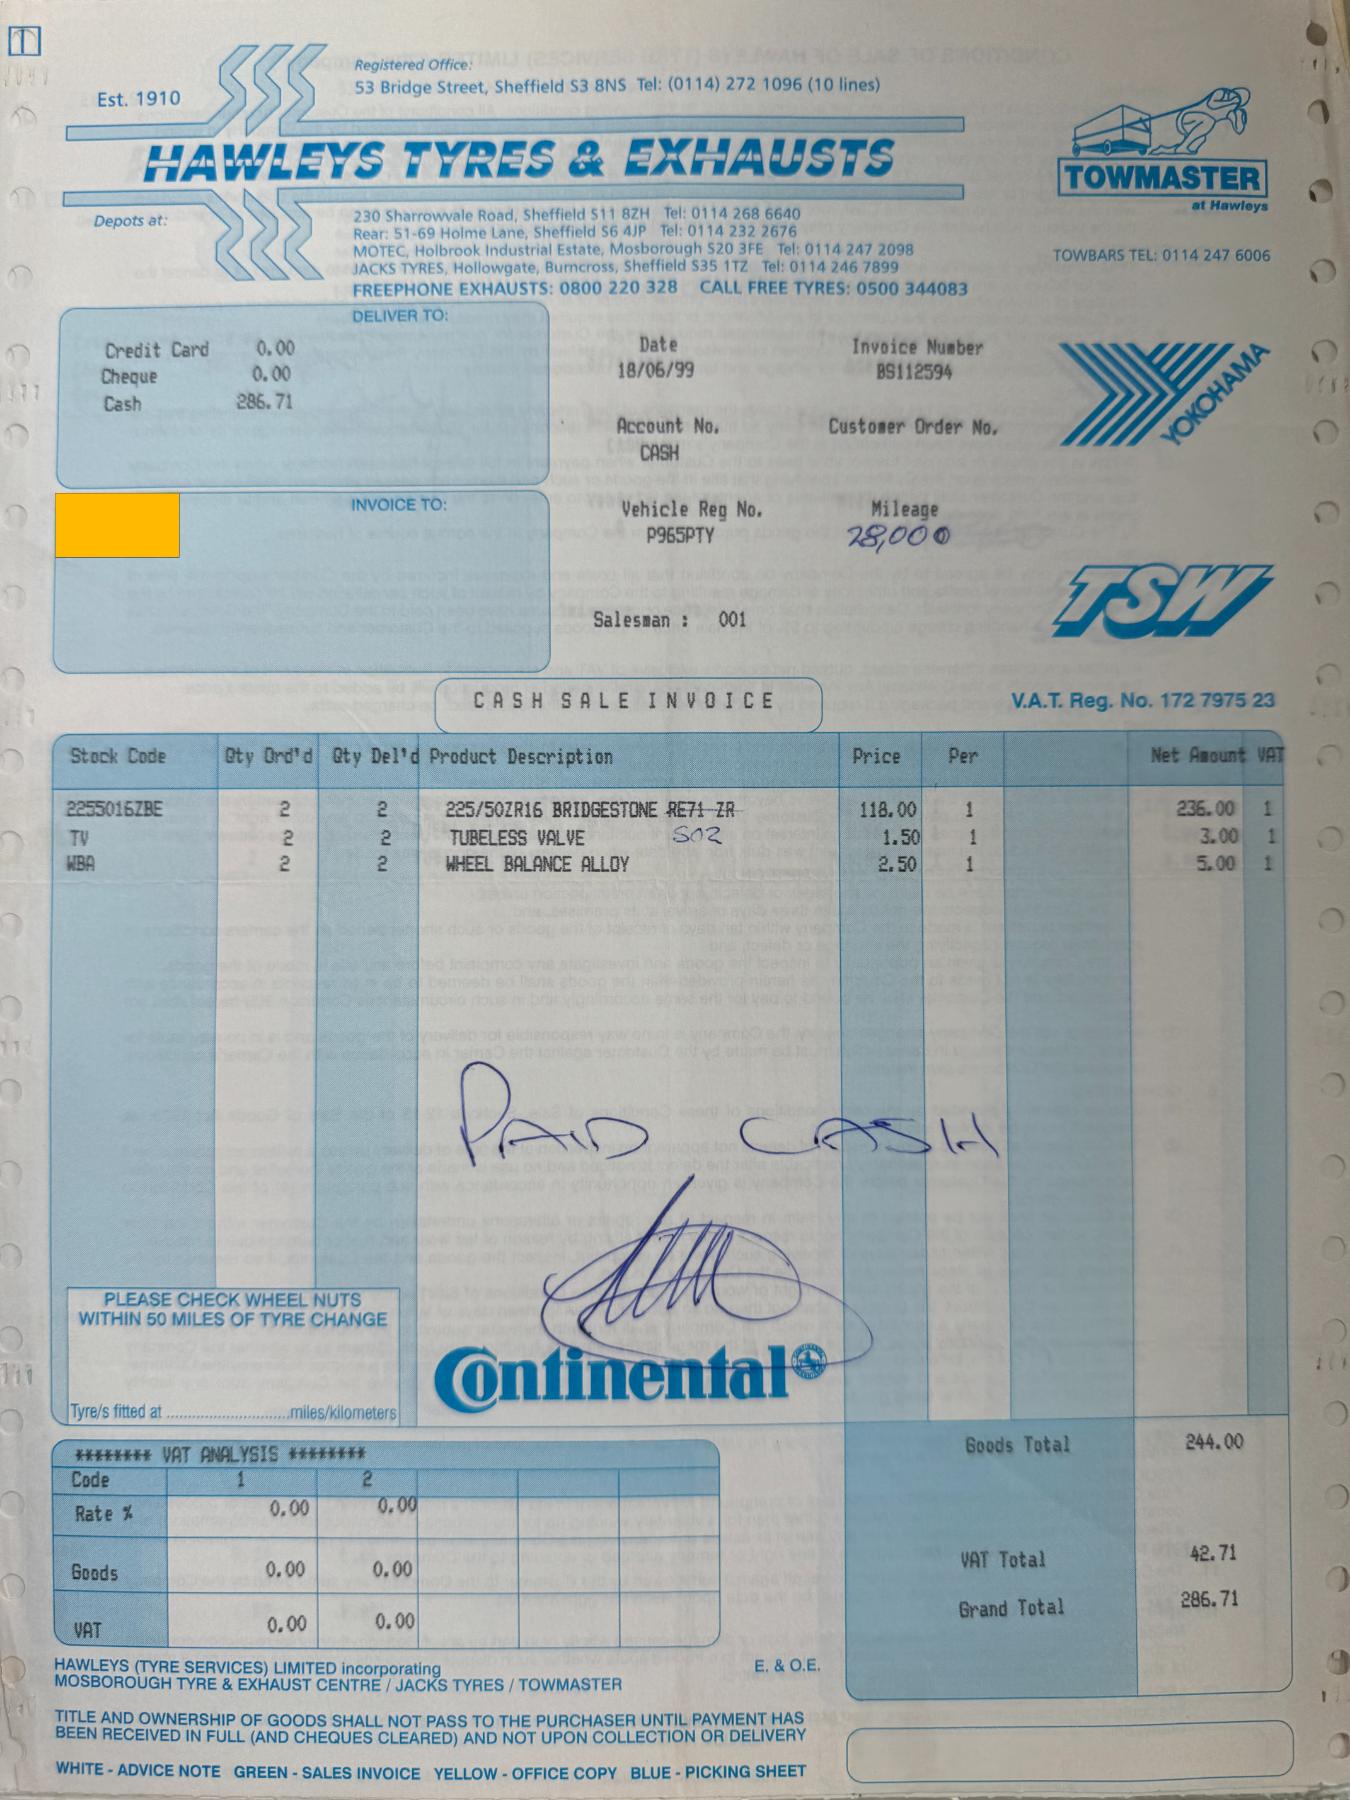 Est. 1910
Registered Office:
53 Bridge Street, Sheffield S3 8NS Tel: (0114) 272 1096 (10 lines)
HAWLEYS TYRES & EXHAUSTS
TOWMASTER
at Hawleys
Depots at:
230 Sharrowvale Road, Sheffield S11 8ZH Tel: 0114 268 6640
Rear: 51-69 Holme Lane, Sheffield S6 4JP Tel: 0114 232 2676
MOTEC, Holbrook Industrial Estate, Mosborough S20 3FE Tel: 0114 247 2098
JACKS TYRES, Hollowgate, Burncross, Sheffield S35 1TZ Tel: 0114 246 7899
FREEPHONE EXHAUSTS: 0800 220 328 CALL FREE TYRES: 0500 344083
TOWBARS TEL: 0114 247 6006
DELIVER TO:
Credit Card 0.00
Cheque 0.00
Cash 286.71
Date Invoice Number
18/06/99 BS112594
Account No. Customer Order No.
CASH
YOKOHAMA
INVOICE TO:
Vehicle Reg No. Mileage
P965PTY 28,000
Salesman : 001
TSW
CASH SALE INVOICE
V.A.T. Reg. No. 172 7975 23
Stock Code Qty Ord'd Qty Del'd Product Description Price Per Net Amount VAT
2255016ZBE 2 2 225/50ZR16 BRIDGESTONE RE71 ZR 118.00 1 236.00 1
TV 2 2 TUBELESS VALVE S02 1.50 1 3.00 1
WBA 2 2 WHEEL BALANCE ALLOY 2.50 1 5.00 1
PAID CASH
PLEASE CHECK WHEEL NUTS
WITHIN 50 MILES OF TYRE CHANGE
Tyre/s fitted at ..............................miles/kilometers
Continental
******** VAT ANALYSIS ********
Code 1 2
Rate % 0.00 0.00
Goods 0.00 0.00
VAT 0.00 0.00
Goods Total 244.00
VAT Total 42.71
Grand Total 286.71
HAWLEYS (TYRE SERVICES) LIMITED incorporating
MOSBOROUGH TYRE & EXHAUST CENTRE / JACKS TYRES / TOWMASTER
E. & O.E.
TITLE AND OWNERSHIP OF GOODS SHALL NOT PASS TO THE PURCHASER UNTIL PAYMENT HAS
BEEN RECEIVED IN FULL (AND CHEQUES CLEARED) AND NOT UPON COLLECTION OR DELIVERY
WHITE - ADVICE NOTE GREEN - SALES INVOICE YELLOW - OFFICE COPY BLUE - PICKING SHEET